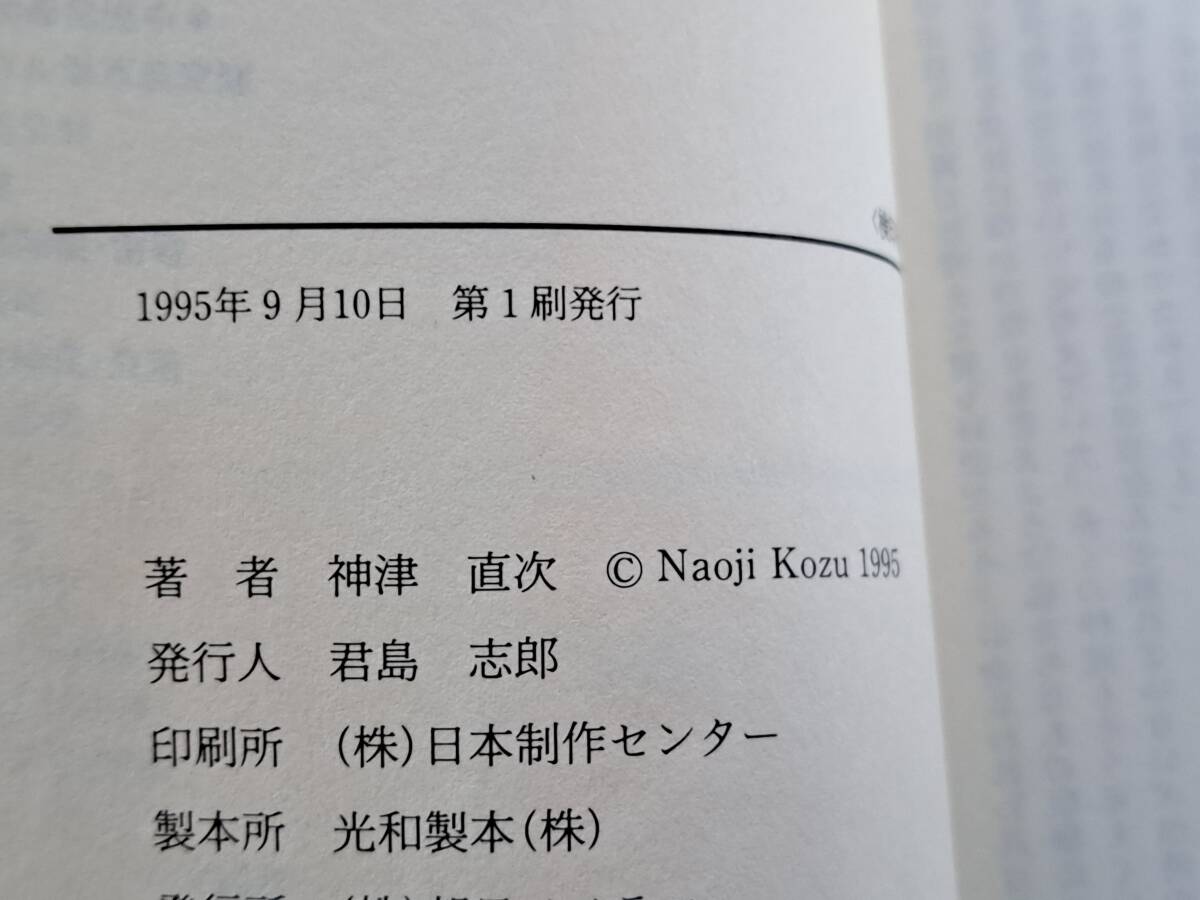 1995年9月10日　第1刷発行
著　者　神津　直次　© Naoji Kozu 1995
発行人　君島　志郎
印刷所　(株)日本制作センター
製本所　光和製本(株)